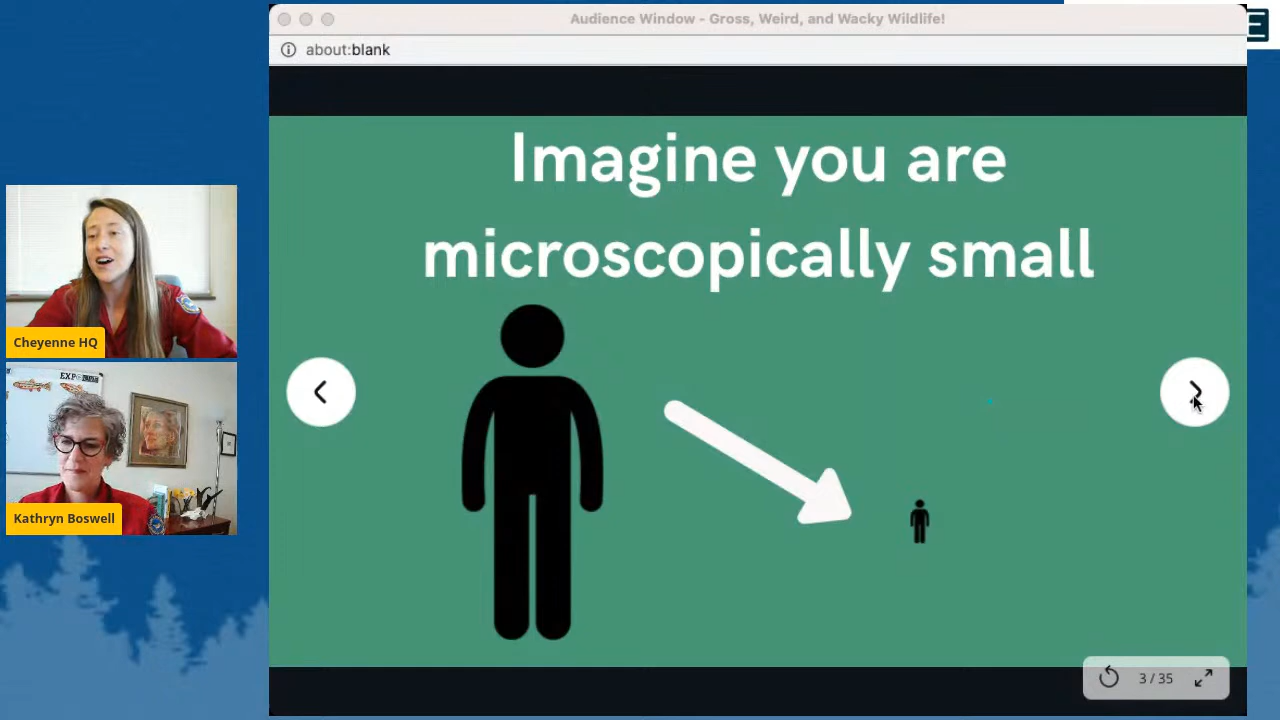 Audience Window - Gross, Weird, and Wacky Wildlife!
E
about:blank
Imagine you are
microscopically small
Cheyenne HQ
EXP
Kathryn Boswell
3 / 35